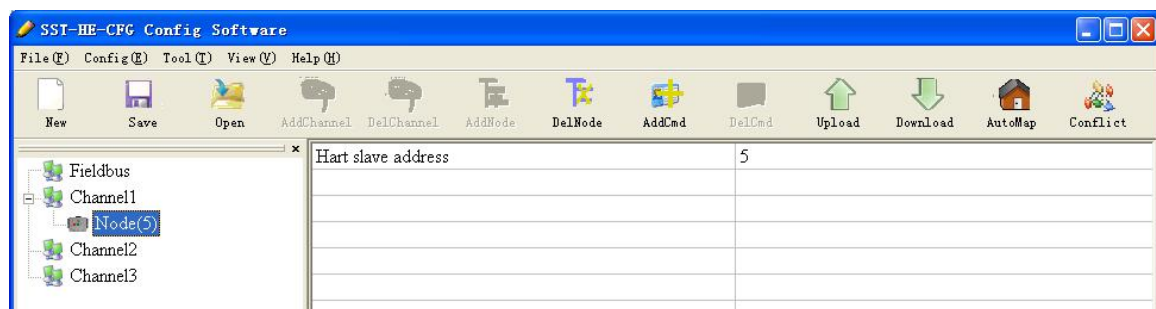 SST-HE-CFG Config Software
File(F) Config(E) Tool(T) View(V) Help(H)
New Save Open AddChannel DelChannel AddNode DelNode AddCmd DelCmd Upload Download AutoMap Conflict
Hart slave address 5
Fieldbus
Channel1
Node(5)
Channel2
Channel3